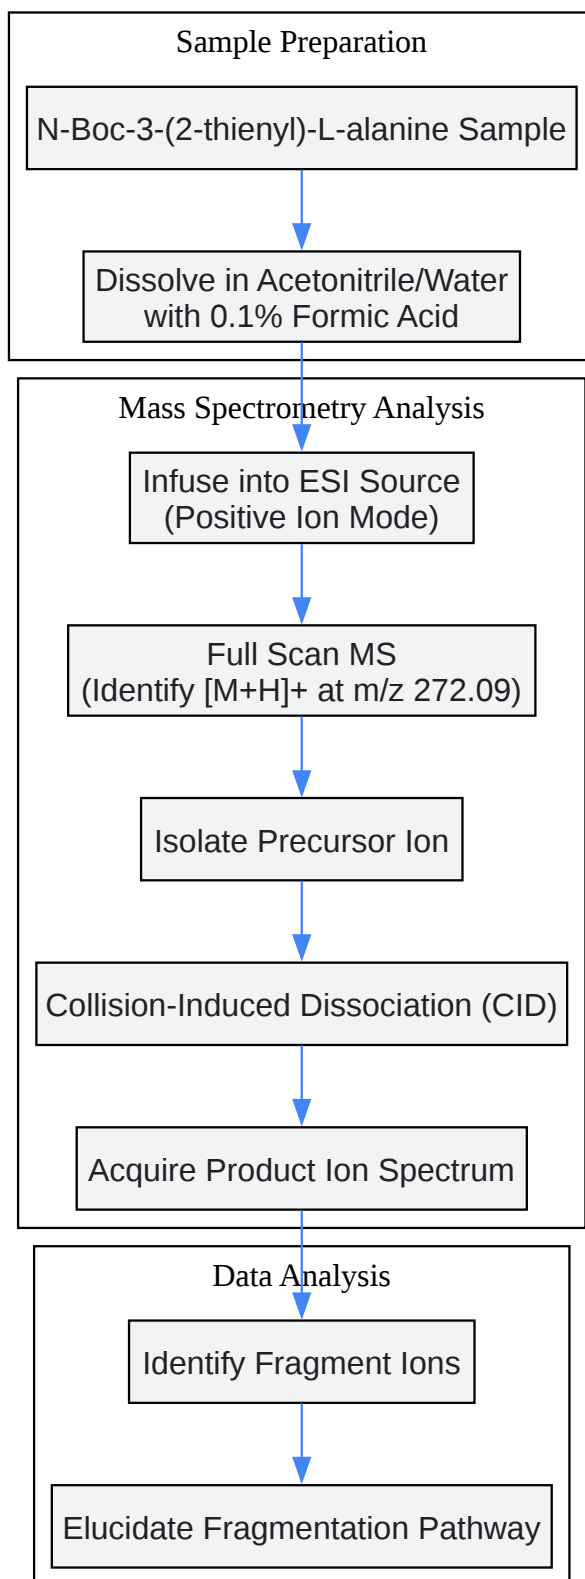 Sample Preparation
N-Boc-3-(2-thienyl)-L-alanine Sample
Dissolve in Acetonitrile/Water
with 0.1% Formic Acid
Mass Spectrometry Analysis
Infuse into ESI Source
(Positive Ion Mode)
Full Scan MS
(Identify [M+H]+ at m/z 272.09)
Isolate Precursor Ion
Collision-Induced Dissociation (CID)
Acquire Product Ion Spectrum
Data Analysis
Identify Fragment Ions
Elucidate Fragmentation Pathway